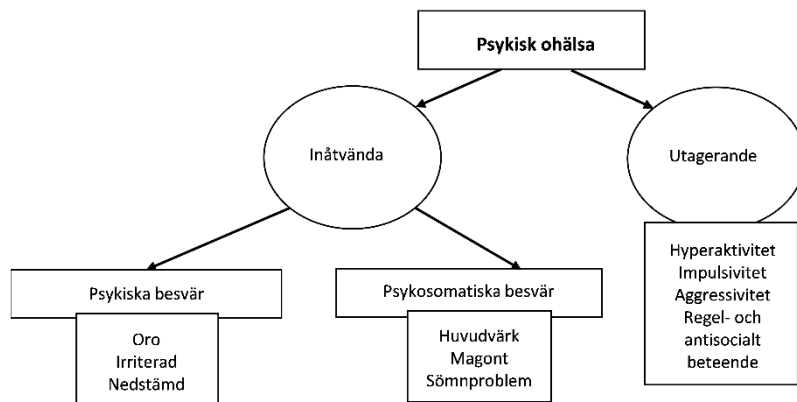 Psykisk ohälsa
Inåtvända
Utagerande
Psykiska besvär
Oro
Irriterad
Nedstämd
Psykosomatiska besvär
Huvudvärk
Magont
Sömnproblem
Hyperaktivitet
Impulsivitet
Aggressivitet
Regel- och
antisocialt
beteende